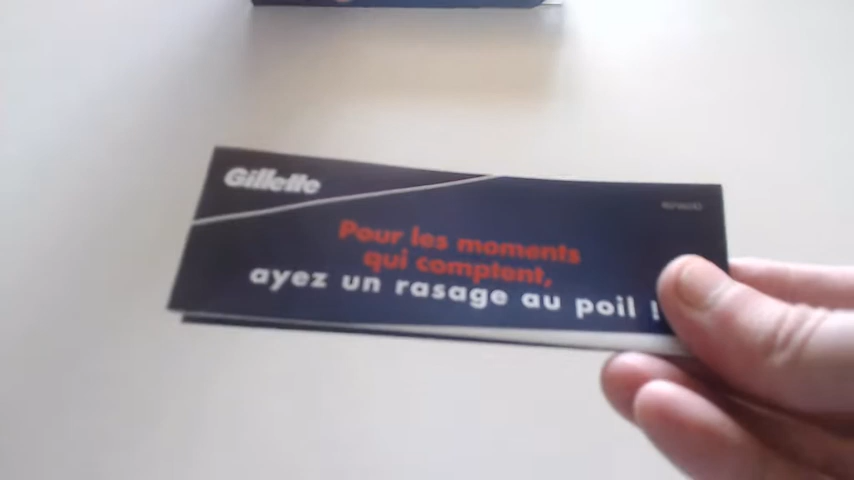 Gillette
Pour les moments
qui comptent,
ayez un rasage au poil !